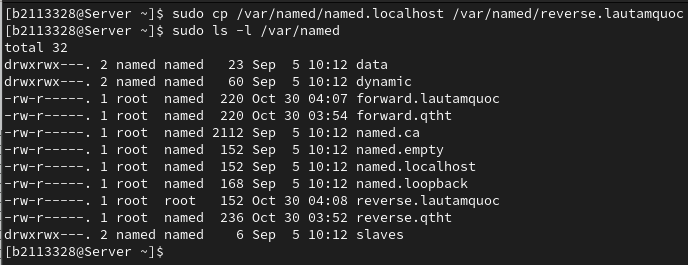 [b2113328@Server ~]$ sudo cp /var/named/named.localhost /var/named/reverse.lautamquoc
[b2113328@Server ~]$ sudo ls -l /var/named
total 32
drwxrwx---. 2 named named   23 Sep  5 10:12 data
drwxrwx---. 2 named named   60 Sep  5 10:12 dynamic
-rw-r-----. 1 root  named  220 Oct 30 04:07 forward.lautamquoc
-rw-r-----. 1 root  named  220 Oct 30 03:54 forward.qtht
-rw-r-----. 1 root  named 2112 Sep  5 10:12 named.ca
-rw-r-----. 1 root  named  152 Sep  5 10:12 named.empty
-rw-r-----. 1 root  named  152 Sep  5 10:12 named.localhost
-rw-r-----. 1 root  named  168 Sep  5 10:12 named.loopback
-rw-r-----. 1 root  root   152 Oct 30 04:08 reverse.lautamquoc
-rw-r-----. 1 root  named  236 Oct 30 03:52 reverse.qtht
drwxrwx---. 2 named named    6 Sep  5 10:12 slaves
[b2113328@Server ~]$